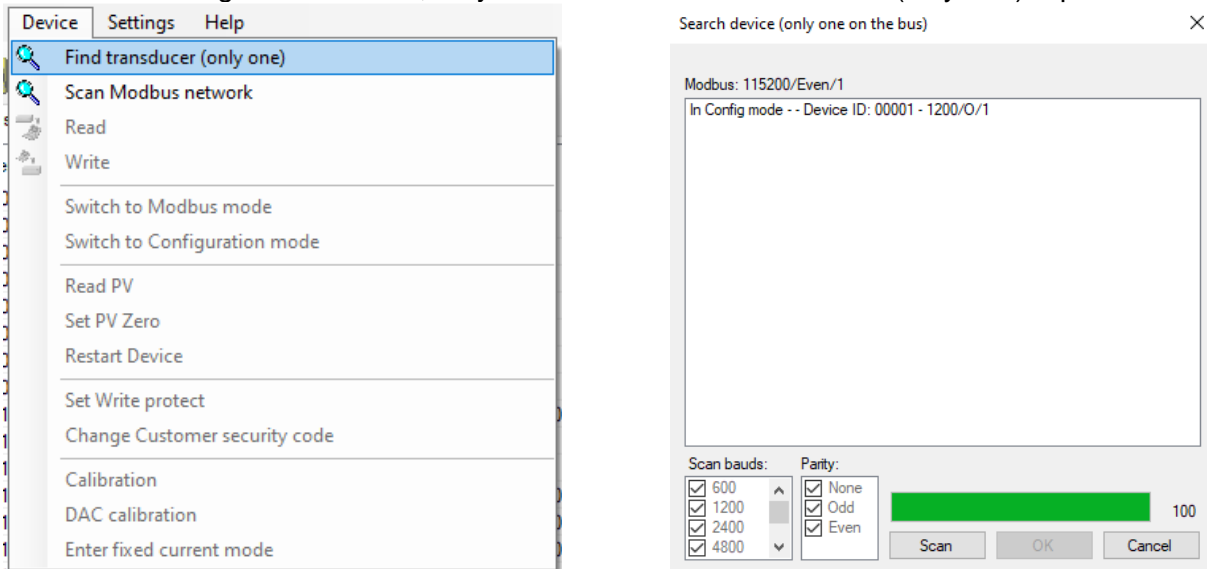 Device Settings Help
Find transducer (only one)
Scan Modbus network
Read
Write
Switch to Modbus mode
Switch to Configuration mode
Read PV
Set PV Zero
Restart Device
Set Write protect
Change Customer security code
Calibration
DAC calibration
Enter fixed current mode
Search device (only one on the bus)
Modbus: 115200/Even/1
In Config mode - - Device ID: 00001 - 1200/O/1
Scan bauds: Parity:
600 None
1200 Odd
2400 Even
4800
100
Scan OK Cancel